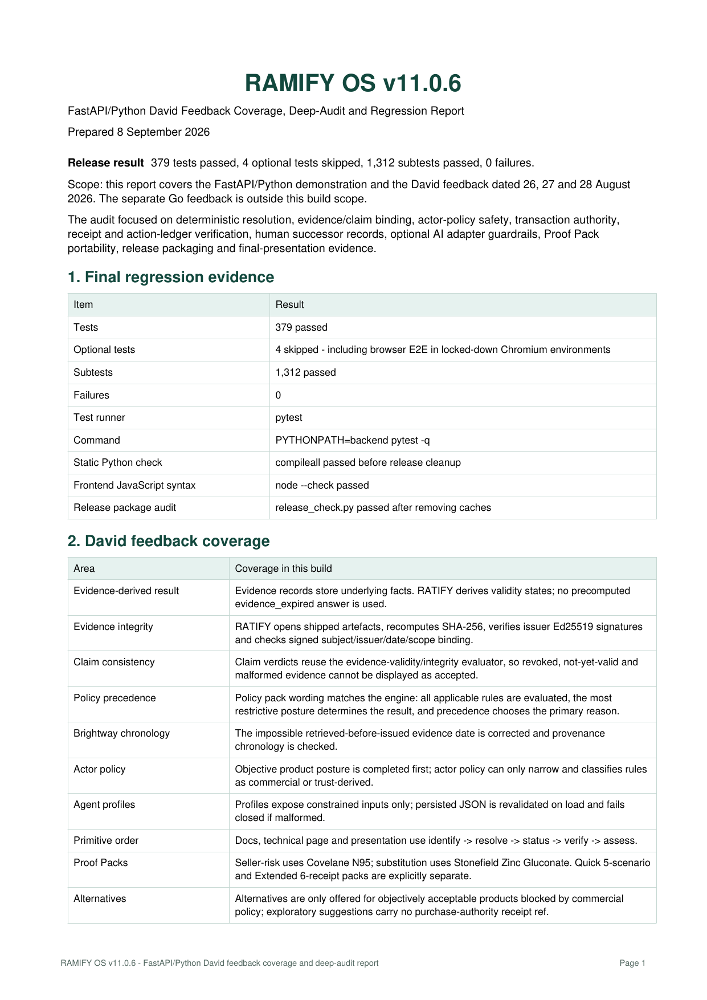 RAMIFY OS v11.0.6
FastAPI/Python David Feedback Coverage, Deep-Audit and Regression Report
Prepared 8 September 2026
Release result 379 tests passed, 4 optional tests skipped, 1,312 subtests passed, 0 failures.
Scope: this report covers the FastAPI/Python demonstration and the David feedback dated 26, 27 and 28 August
2026. The separate Go feedback is outside this build scope.
The audit focused on deterministic resolution, evidence/claim binding, actor-policy safety, transaction authority,
receipt and action-ledger verification, human successor records, optional AI adapter guardrails, Proof Pack
portability, release packaging and final-presentation evidence.
1. Final regression evidence
Item Result
Tests 379 passed
Optional tests 4 skipped - including browser E2E in locked-down Chromium environments
Subtests 1,312 passed
Failures 0
Test runner pytest
Command PYTHONPATH=backend pytest -q
Static Python check compileall passed before release cleanup
Frontend JavaScript syntax node --check passed
Release package audit release_check.py passed after removing caches
2. David feedback coverage
Area Coverage in this build
Evidence-derived result Evidence records store underlying facts. RATIFY derives validity states; no precomputed
evidence_expired answer is used.
Evidence integrity RATIFY opens shipped artefacts, recomputes SHA-256, verifies issuer Ed25519 signatures
and checks signed subject/issuer/date/scope binding.
Claim consistency Claim verdicts reuse the evidence-validity/integrity evaluator, so revoked, not-yet-valid and
malformed evidence cannot be displayed as accepted.
Policy precedence Policy pack wording matches the engine: all applicable rules are evaluated, the most
restrictive posture determines the result, and precedence chooses the primary reason.
Brightway chronology The impossible retrieved-before-issued evidence date is corrected and provenance
chronology is checked.
Actor policy Objective product posture is completed first; actor policy can only narrow and classifies rules
as commercial or trust-derived.
Agent profiles Profiles expose constrained inputs only; persisted JSON is revalidated on load and fails
closed if malformed.
Primitive order Docs, technical page and presentation use identify -> resolve -> status -> verify -> assess.
Proof Packs Seller-risk uses Covelane N95; substitution uses Stonefield Zinc Gluconate. Quick 5-scenario
and Extended 6-receipt packs are explicitly separate.
Alternatives Alternatives are only offered for objectively acceptable products blocked by commercial
policy; exploratory suggestions carry no purchase-authority receipt ref.
RAMIFY OS v11.0.6 - FastAPI/Python David feedback coverage and deep-audit report Page 1